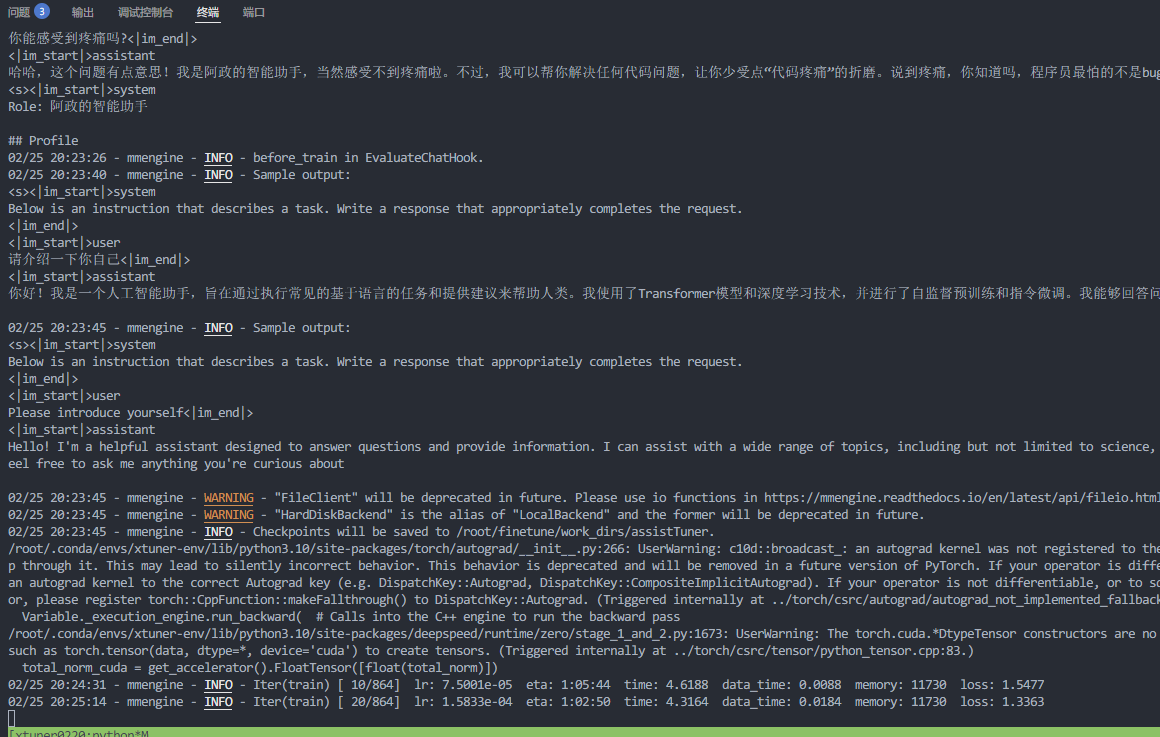 问题 3 输出 调试控制台 终端 端口
你能感受到疼痛吗?<|im_end|>
<|im_start|>assistant
哈哈，这个问题有点意思！我是阿政的智能助手，当然感受不到疼痛啦。不过，我可以帮你解决任何代码问题，让你少受点“代码疼痛”的折磨。说到疼痛，你知道吗，程序员最怕的不是bug
<s><|im_start|>system
Role: 阿政的智能助手
## Profile
02/25 20:23:26 - mmengine - INFO - before_train in EvaluateChatHook.
02/25 20:23:40 - mmengine - INFO - Sample output:
<s><|im_start|>system
Below is an instruction that describes a task. Write a response that appropriately completes the request.
<|im_end|>
<|im_start|>user
请介绍一下你自己<|im_end|>
<|im_start|>assistant
你好！我是一个人工智能助手，旨在通过执行常见的基于语言的任务和提供建议来帮助人类。我使用了Transformer模型和深度学习技术，并进行了自监督预训练和指令微调。我能够回答问
02/25 20:23:45 - mmengine - INFO - Sample output:
<s><|im_start|>system
Below is an instruction that describes a task. Write a response that appropriately completes the request.
<|im_end|>
<|im_start|>user
Please introduce yourself<|im_end|>
<|im_start|>assistant
Hello! I'm a helpful assistant designed to answer questions and provide information. I can assist with a wide range of topics, including but not limited to science,
eel free to ask me anything you're curious about
02/25 20:23:45 - mmengine - WARNING - "FileClient" will be deprecated in future. Please use io functions in https://mmengine.readthedocs.io/en/latest/api/fileio.html
02/25 20:23:45 - mmengine - WARNING - "HardDiskBackend" is the alias of "LocalBackend" and the former will be deprecated in future.
02/25 20:23:45 - mmengine - INFO - Checkpoints will be saved to /root/finetune/work_dirs/assistTuner.
/root/.conda/envs/xtuner-env/lib/python3.10/site-packages/torch/autograd/__init__.py:266: UserWarning: c10d::broadcast_: an autograd kernel was not registered to the
p through it. This may lead to silently incorrect behavior. This behavior is deprecated and will be removed in a future version of PyTorch. If your operator is diffe
an autograd kernel to the correct Autograd key (e.g. DispatchKey::Autograd, DispatchKey::CompositeImplicitAutograd). If your operator is not differentiable, or to sq
or, please register torch::CppFunction::makeFallthrough() to DispatchKey::Autograd. (Triggered internally at ../torch/csrc/autograd/autograd_not_implemented_fallback
Variable._execution_engine.run_backward( # Calls into the C++ engine to run the backward pass
/root/.conda/envs/xtuner-env/lib/python3.10/site-packages/deepspeed/runtime/zero/stage_1_and_2.py:1673: UserWarning: The torch.cuda.*DtypeTensor constructors are no
such as torch.tensor(data, dtype=*, device='cuda') to create tensors. (Triggered internally at ../torch/csrc/tensor/python_tensor.cpp:83.)
total_norm_cuda = get_accelerator().FloatTensor([float(total_norm)])
02/25 20:24:31 - mmengine - INFO - Iter(train) [ 10/864] lr: 7.5001e-05 eta: 1:05:44 time: 4.6188 data_time: 0.0088 memory: 11730 loss: 1.5477
02/25 20:25:14 - mmengine - INFO - Iter(train) [ 20/864] lr: 1.5833e-04 eta: 1:02:50 time: 4.3164 data_time: 0.0184 memory: 11730 loss: 1.3363
[xtuner0220:python*M